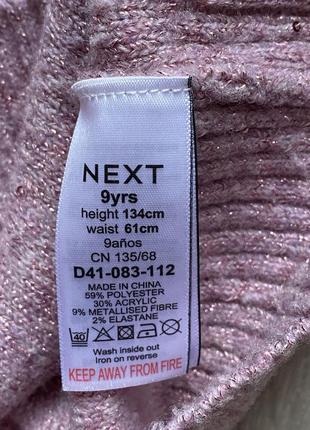 NEXT
9yrs
height 134cm
waist 61cm
9años
CN 135/68
D41-083-112
MADE IN CHINA
59% POLYESTER
30% ACRYLIC
9% METALLISED FIBRE
2% ELASTANE
40
Wash inside out
Iron on reverse
KEEP AWAY FROM FIRE